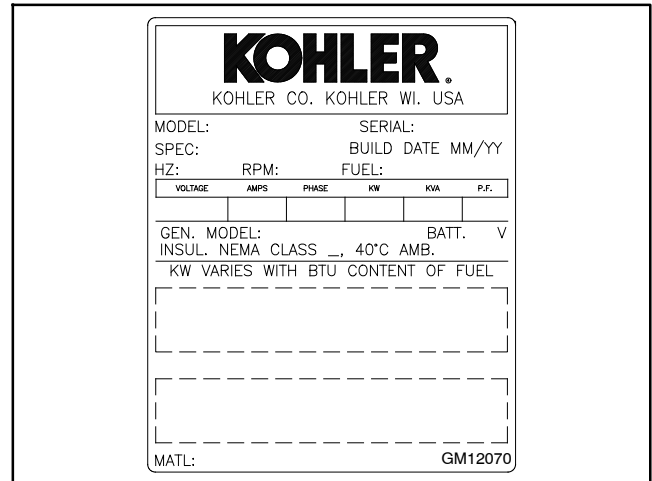 KOHLER®
KOHLER CO. KOHLER WI. USA
MODEL: SERIAL:
SPEC: BUILD DATE MM/YY
HZ: RPM: FUEL:
VOLTAGE AMPS PHASE KW KVA P.F.
GEN. MODEL: BATT. V
INSUL. NEMA CLASS _, 40°C AMB.
KW VARIES WITH BTU CONTENT OF FUEL
MATL: GM12070